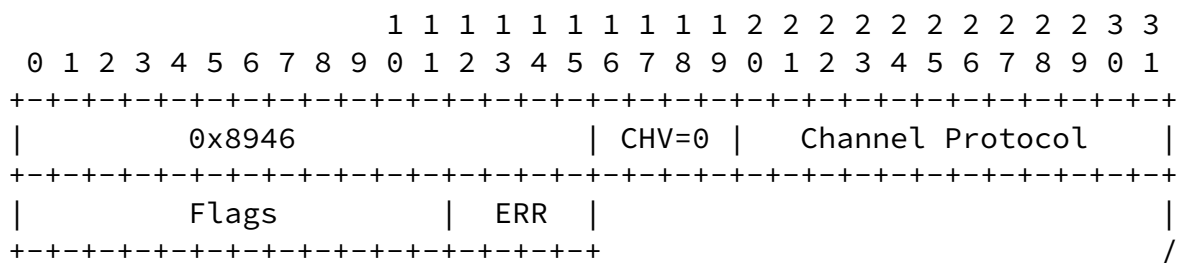 1 1 1 1 1 1 1 1 1 1 2 2 2 2 2 2 2 2 2 2 3 3
 0 1 2 3 4 5 6 7 8 9 0 1 2 3 4 5 6 7 8 9 0 1 2 3 4 5 6 7 8 9 0 1
+-+-+-+-+-+-+-+-+-+-+-+-+-+-+-+-+-+-+-+-+-+-+-+-+-+-+-+-+-+-+-+-+
|         0x8946                | CHV=0 |   Channel Protocol    |
+-+-+-+-+-+-+-+-+-+-+-+-+-+-+-+-+-+-+-+-+-+-+-+-+-+-+-+-+-+-+-+-+
|         Flags         |  ERR  |                               |
+-+-+-+-+-+-+-+-+-+-+-+-+-+-+-+-+                               /